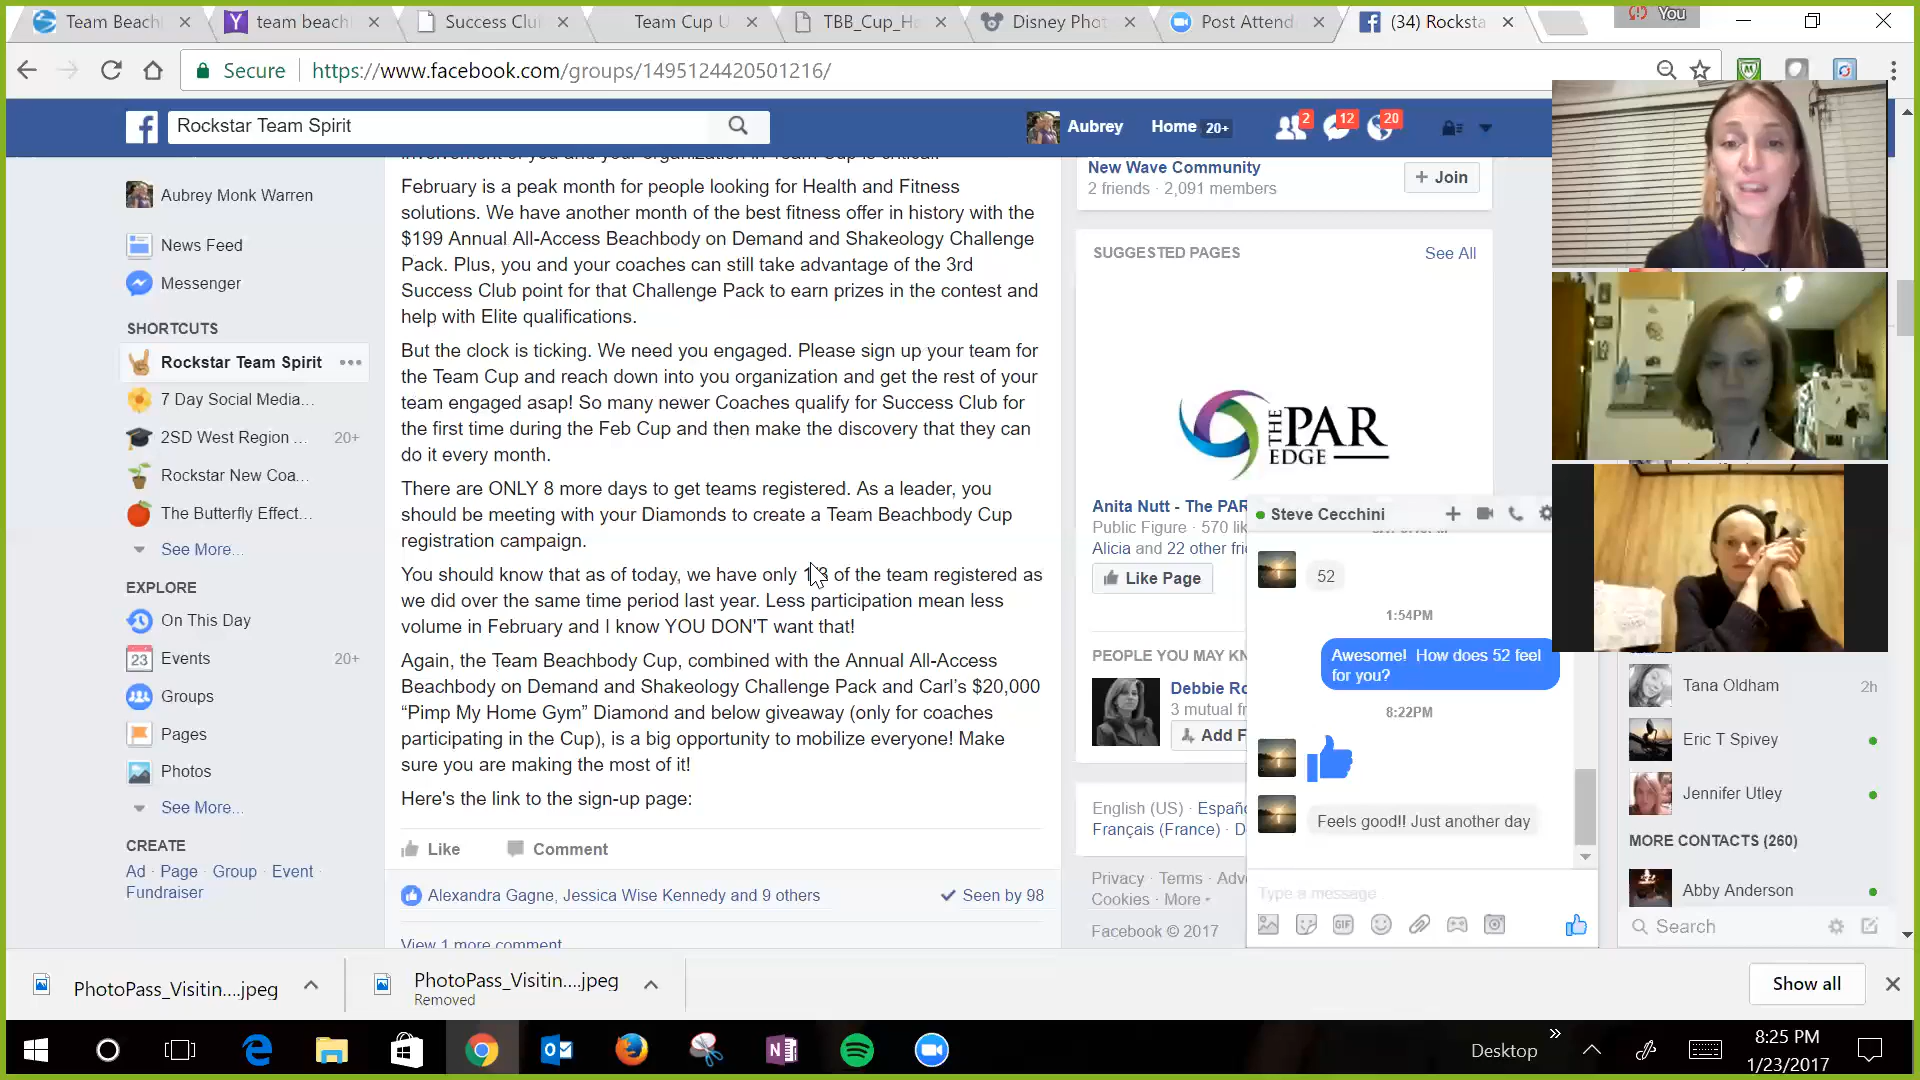 Team Beach
team beach
Success Clu
Team Cup U
TBB_Cup_Ha
Disney Phot
Post Attend
(34) Rocksta
You
Secure
https://www.facebook.com/groups/1495124420501216/
Rockstar Team Spirit
Aubrey
Home 20+
2
12
20
Aubrey Monk Warren
News Feed
Messenger
SHORTCUTS
Rockstar Team Spirit
7 Day Social Media...
2SD West Region ... 20+
Rockstar New Coa...
The Butterfly Effect...
See More...
EXPLORE
On This Day
23 Events 20+
Groups
Pages
Photos
See More...
CREATE
Ad · Page · Group · Event ·
Fundraiser
involvement of you and your organization in Team Cup is critical.
February is a peak month for people looking for Health and Fitness
solutions. We have another month of the best fitness offer in history with the
$199 Annual All-Access Beachbody on Demand and Shakeology Challenge
Pack. Plus, you and your coaches can still take advantage of the 3rd
Success Club point for that Challenge Pack to earn prizes in the contest and
help with Elite qualifications.
But the clock is ticking. We need you engaged. Please sign up your team for
the Team Cup and reach down into you organization and get the rest of your
team engaged asap! So many newer Coaches qualify for Success Club for
the first time during the Feb Cup and then make the discovery that they can
do it every month.
There are ONLY 8 more days to get teams registered. As a leader, you
should be meeting with your Diamonds to create a Team Beachbody Cup
registration campaign.
You should know that as of today, we have only of the team registered as
we did over the same time period last year. Less participation mean less
volume in February and I know YOU DON'T want that!
Again, the Team Beachbody Cup, combined with the Annual All-Access
Beachbody on Demand and Shakeology Challenge Pack and Carl's $20,000
“Pimp My Home Gym” Diamond and below giveaway (only for coaches
participating in the Cup), is a big opportunity to mobilize everyone! Make
sure you are making the most of it!
Here's the link to the sign-up page:
Like Comment
Alexandra Gagne, Jessica Wise Kennedy and 9 others
Seen by 98
View 1 more comment
New Wave Community
2 friends · 2,091 members
+ Join
SUGGESTED PAGES See All
THE PAR
EDGE
Anita Nutt - The PAR
Public Figure · 570 lik
Alicia and 22 other frie
Like Page
PEOPLE YOU MAY KN
Debbie Ro
3 mutual fr
Add F
English (US) · Españo
Français (France) · D
Privacy · Terms · Adve
Cookies · More
Facebook © 2017
Steve Cecchini
52
1:54PM
Awesome! How does 52 feel
for you?
8:22PM
Feels good!! Just another day
Type a message
GIF
Tana Oldham 2h
Eric T Spivey
Jennifer Utley
MORE CONTACTS (260)
Abby Anderson
Search
PhotoPass_Visitin....jpeg
PhotoPass_Visitin....jpeg
Removed
Show all
Desktop
8:25 PM
1/23/2017